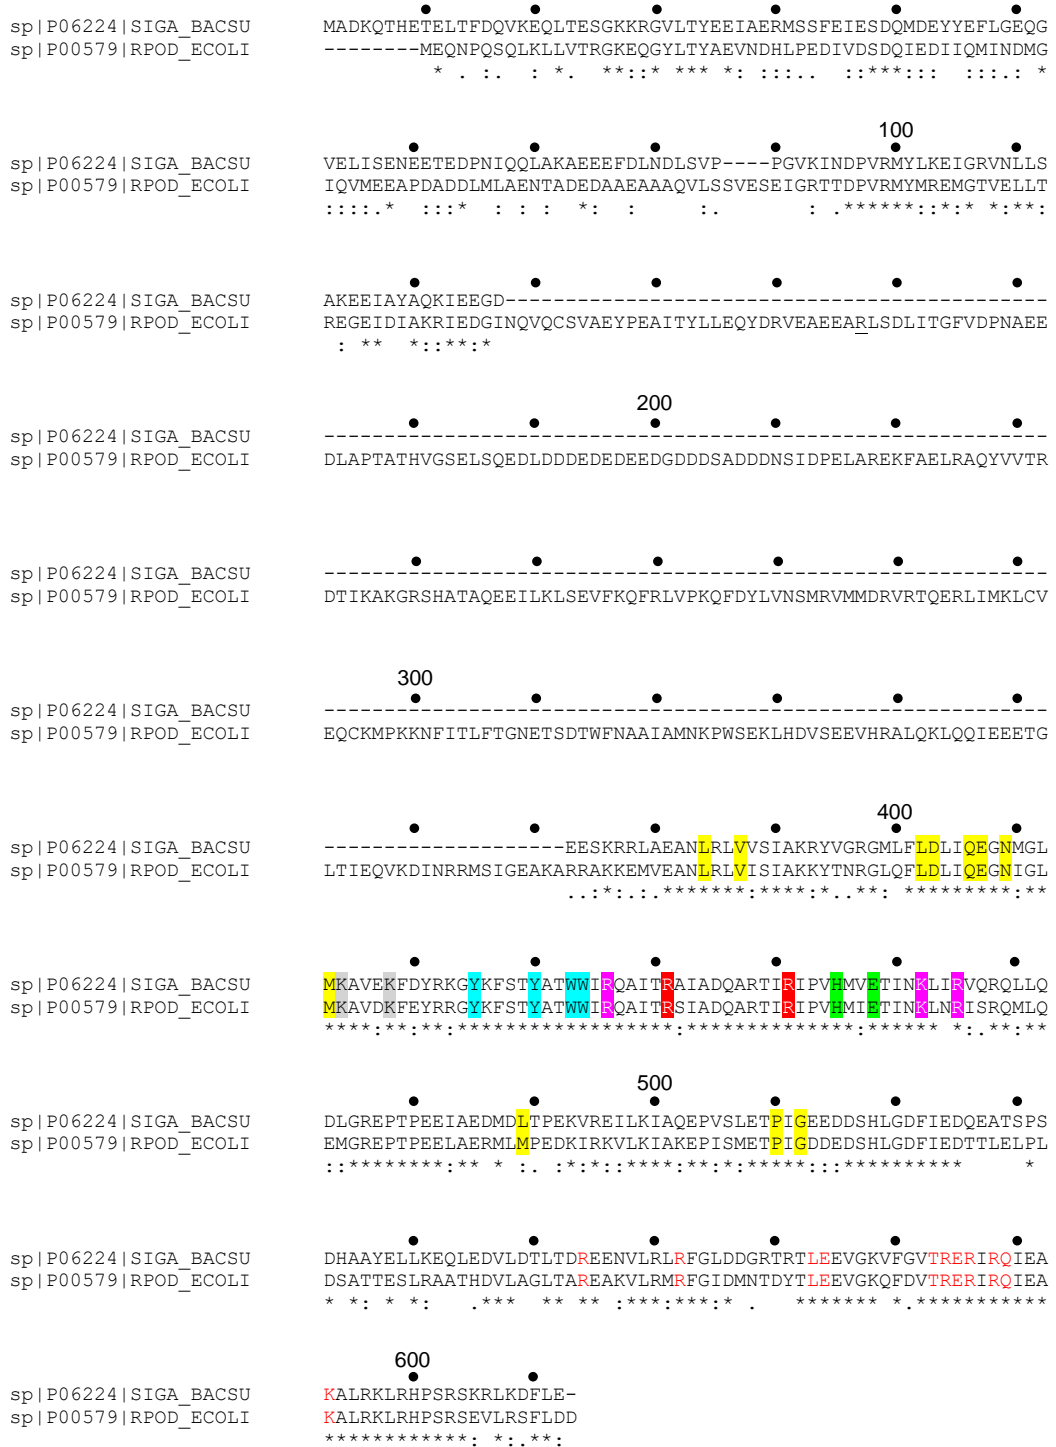 ● ● ● ● ● ●
sp|P06224|SIGA_BACSU MADKQTHETELTFDQVKEQLTESGKKRGVLTYEEIAERMSSFEIESDQMDEYYEFLGEQG
sp|P00579|RPOD_ECOLI --------MEQNPQSQLKLLVTRGKEQGYLTYAEVNDHLPEDIVDSDQIEDIIQMINDMG
* . :. : *. **::* *** *: :::.. ::***::: :::.: *
100
● ● ● ● ● ●
sp|P06224|SIGA_BACSU VELISENEETEDPNIQQLAKAEEEFDLNDLSVP----PGVKINDPVRMYLKEIGRVNLLS
sp|P00579|RPOD_ECOLI IQVMEEAPDADDLMLAENTADEDAAEAAAQVLSSVESEIGRTTDPVRMYMREMGTVELLT
::::.* :::* : : : *: : :. : .******::*:* *:**:
● ● ● ● ● ●
sp|P06224|SIGA_BACSU AKEEIAYAQKIEEGD---------------------------------------------
sp|P00579|RPOD_ECOLI REGEIDIAKRIEDGINQVQCSVAEYPEAITYLLEQYDRVEAEEARLSDLITGFVDPNAEE
: ** *::**:*
200
● ● ● ● ● ●
sp|P06224|SIGA_BACSU ------------------------------------------------------------
sp|P00579|RPOD_ECOLI DLAPTATHVGSELSQEDLDDDEDEDEEDGDDDSADDDNSIDPELAREKFAELRAQYVVTR
● ● ● ● ● ●
sp|P06224|SIGA_BACSU ------------------------------------------------------------
sp|P00579|RPOD_ECOLI DTIKAKGRSHATAQEEILKLSEVFKQFRLVPKQFDYLVNSMRVMMDRVRTQERLIMKLCV
300
● ● ● ● ● ●
sp|P06224|SIGA_BACSU ------------------------------------------------------------
sp|P00579|RPOD_ECOLI EQCKMPKKNFITLFTGNETSDTWFNAAIAMNKPWSEKLHDVSEEVHRALQKLQQIEEETG
400
● ● ● ● ● ●
sp|P06224|SIGA_BACSU --------------------EESKRRLAEANLRLVVSIAKRYVGRGMLFLDLIQEGNMGL
sp|P00579|RPOD_ECOLI LTIEQVKDINRRMSIGEAKARRAKKEMVEANLRLVISIAKKYTNRGLQFLDLIQEGNIGL
..:*:.:.*******:****:*..**: *********:**
● ● ● ● ● ●
sp|P06224|SIGA_BACSU MKAVEKFDYRKGYKFSTYATWWIRQAITRAIADQARTIRIPVHMVETINKLIRVQRQLLQ
sp|P00579|RPOD_ECOLI MKAVDKFEYRRGYKFSTYATWWIRQAITRSIADQARTIRIPVHMIETINKLNRISRQMLQ
****:**:**:******************:**************:****** *:.**:**
500
● ● ● ● ● ●
sp|P06224|SIGA_BACSU DLGREPTPEEIAEDMDLTPEKVREILKIAQEPVSLETPIGEEDDSHLGDFIEDQEATSPS
sp|P00579|RPOD_ECOLI EMGREPTPEELAERMLMPEDKIRKVLKIAKEPISMETPIGDDEDSHLGDFIEDTTLELPL
::********:** * :. :*:*::****:**:*:*****:::********** *
● ● ● ● ● ●
sp|P06224|SIGA_BACSU DHAAYELLKEQLEDVLDTLTDREENVLRLRFGLDDGRTRTLEEVGKVFGVTRERIRQIEA
sp|P00579|RPOD_ECOLI DSATTESLRAATHDVLAGLTAREAKVLRMRFGIDMNTDYTLEEVGKQFDVTRERIRQIEA
* *: * *: .*** ** ** :***:***:* . ******* *.***********
600
● ●
sp|P06224|SIGA_BACSU KALRKLRHPSRSKRLKDFLE-
sp|P00579|RPOD_ECOLI KALRKLRHPSRSEVLRSFLDD
************: *:.**: